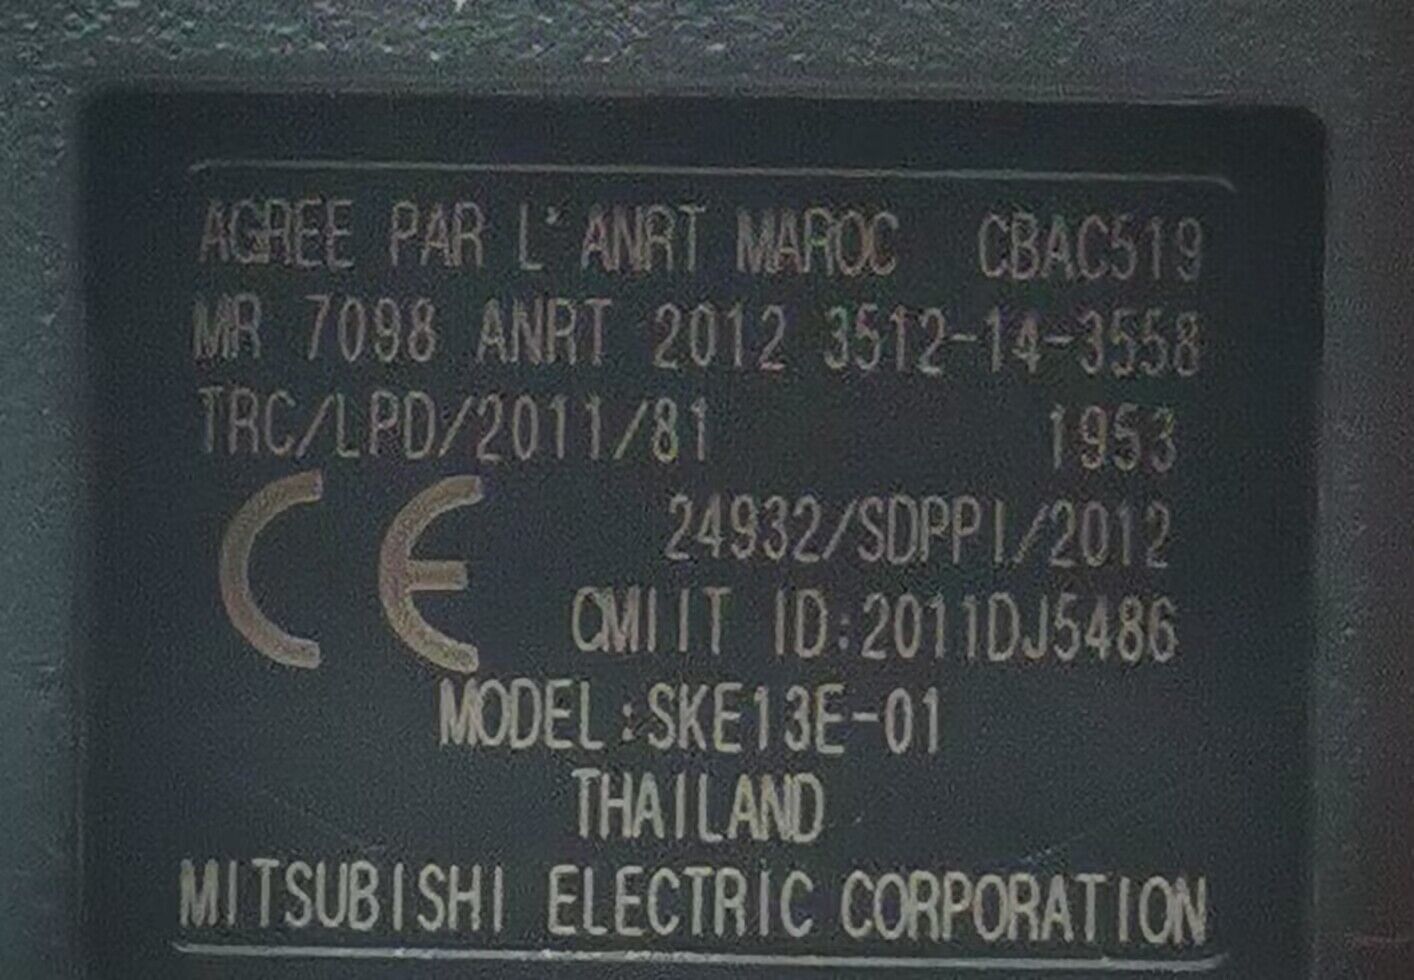 AGREE PAR L'ANRT MAROC CBAC519
MR 7098 ANRT 2012 3512-14-3558
TRC/LPD/2011/81 1953
CE 24932/SDPPI/2012
CMIIT ID:2011DJ5486
MODEL:SKE13E-01
THAILAND
MITSUBISHI ELECTRIC CORPORATION